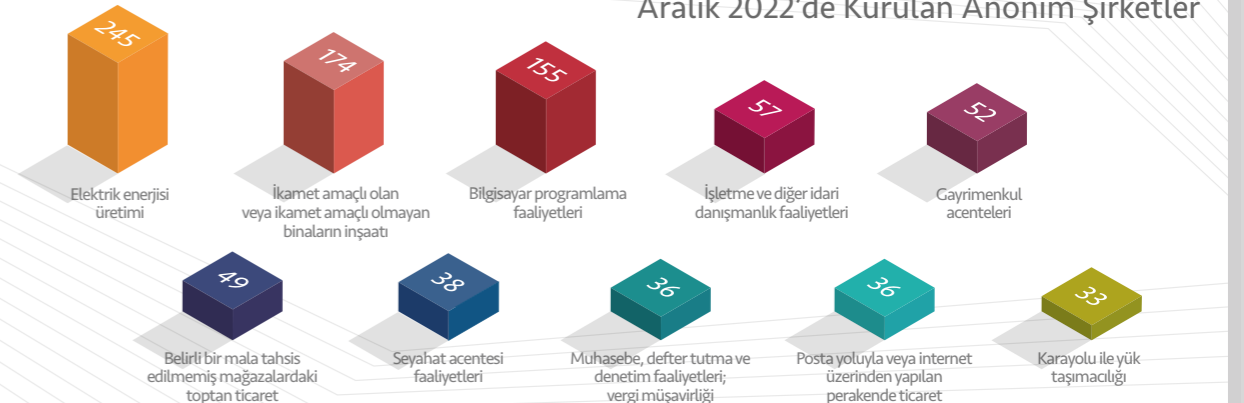 Aralık 2022'de Kurulan Anonim Şirketler
245
174
155
57
52
Elektrik enerjisi
üretimi
İkamet amaçlı olan
veya ikamet amaçlı olmayan
binaların inşaatı
Bilgisayar programlama
faaliyetleri
İşletme ve diğer idari
danışmanlık faaliyetleri
Gayrimenkul
acenteleri
49
38
36
36
33
Belirli bir mala tahsis
edilmemiş mağazalardaki
toptan ticaret
Seyahat acentesi
faaliyetleri
Muhasebe, defter tutma ve
denetim faaliyetleri;
vergi müşavirliği
Posta yoluyla veya internet
üzerinden yapılan
perakende ticaret
Karayolu ile yük
taşımacılığı